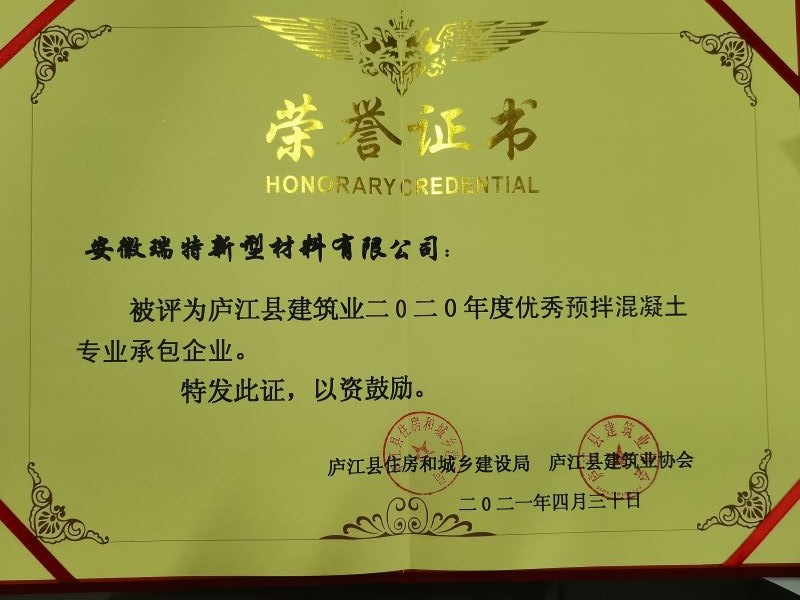 荣誉证书
HONORARY CREDENTIAL
安徽瑞特新型材料有限公司：
被评为庐江县建筑业二0二0年度优秀预拌混凝土
专业承包企业。
特发此证，以资鼓励。
庐江县住房和城乡建设局 庐江县建筑业协会
二〇二一年四月三十日